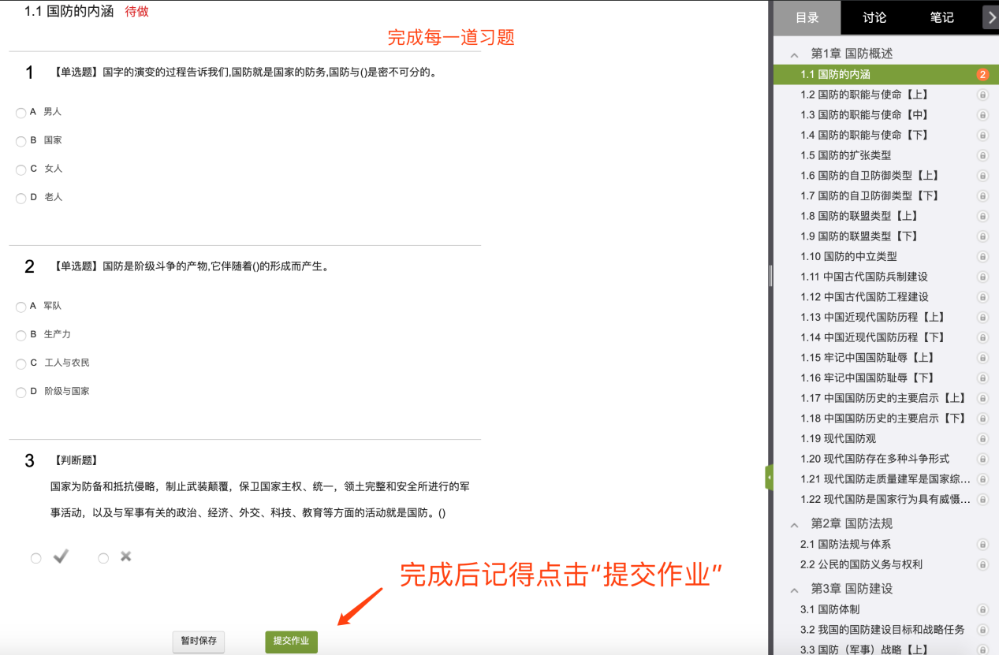 1.1 国防的内涵 待做
完成每一道习题
1 【单选题】国字的演变的过程告诉我们,国防就是国家的防务,国防与()是密不可分的。
A 男人
B 国家
C 女人
D 老人
2 【单选题】国防是阶级斗争的产物,它伴随着()的形成而产生。
A 军队
B 生产力
C 工人与农民
D 阶级与国家
3 【判断题】
国家为防备和抵抗侵略，制止武装颠覆，保卫国家主权、统一，领土完整和安全所进行的军
事活动，以及与军事有关的政治、经济、外交、科技、教育等方面的活动就是国防。()
完成后记得点击“提交作业”
暂时保存 提交作业
目录 讨论 笔记
第1章 国防概述
1.1 国防的内涵 2
1.2 国防的职能与使命【上】
1.3 国防的职能与使命【中】
1.4 国防的职能与使命【下】
1.5 国防的扩张类型
1.6 国防的自卫防御类型【上】
1.7 国防的自卫防御类型【下】
1.8 国防的联盟类型【上】
1.9 国防的联盟类型【下】
1.10 国防的中立类型
1.11 中国古代国防兵制建设
1.12 中国古代国防工程建设
1.13 中国近现代国防历程【上】
1.14 中国近现代国防历程【下】
1.15 牢记中国国防耻辱【上】
1.16 牢记中国国防耻辱【下】
1.17 中国国防历史的主要启示【上】
1.18 中国国防历史的主要启示【下】
1.19 现代国防观
1.20 现代国防存在多种斗争形式
1.21 现代国防走质量建军是国家综...
1.22 现代国防是国家行为具有威慑...
第2章 国防法规
2.1 国防法规与体系
2.2 公民的国防义务与权利
第3章 国防建设
3.1 国防体制
3.2 我国的国防建设目标和战略任务
3.3 国防（军事）战略【上】